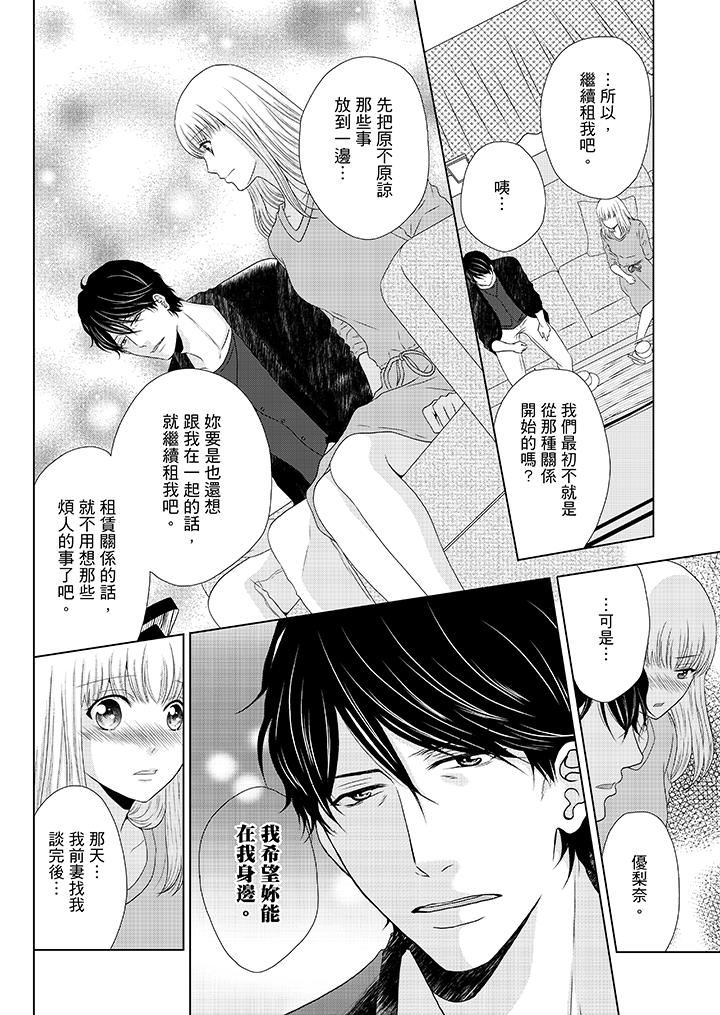 …所以，
繼續租我吧。
咦…
我們最初不就是
從那種關係
開始的嗎？
先把原不原諒
那些事
放到一邊…
妳要是也還想
跟我在一起的話，
就繼續租我吧。
租賃關係的話，
就不用想那些
煩人的事了吧。
…可是…
優梨奈。
我希望妳能
在我身邊。
那天…
我前妻找我
談完後…